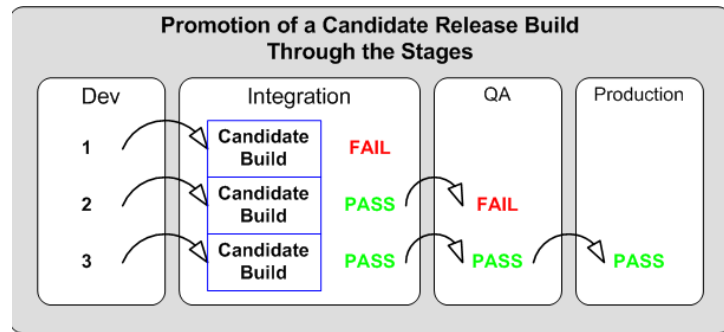 Promotion of a Candidate Release Build
Through the Stages
Dev
Integration
QA
Production
1
Candidate
Build
FAIL
2
Candidate
Build
PASS
FAIL
3
Candidate
Build
PASS
PASS
PASS